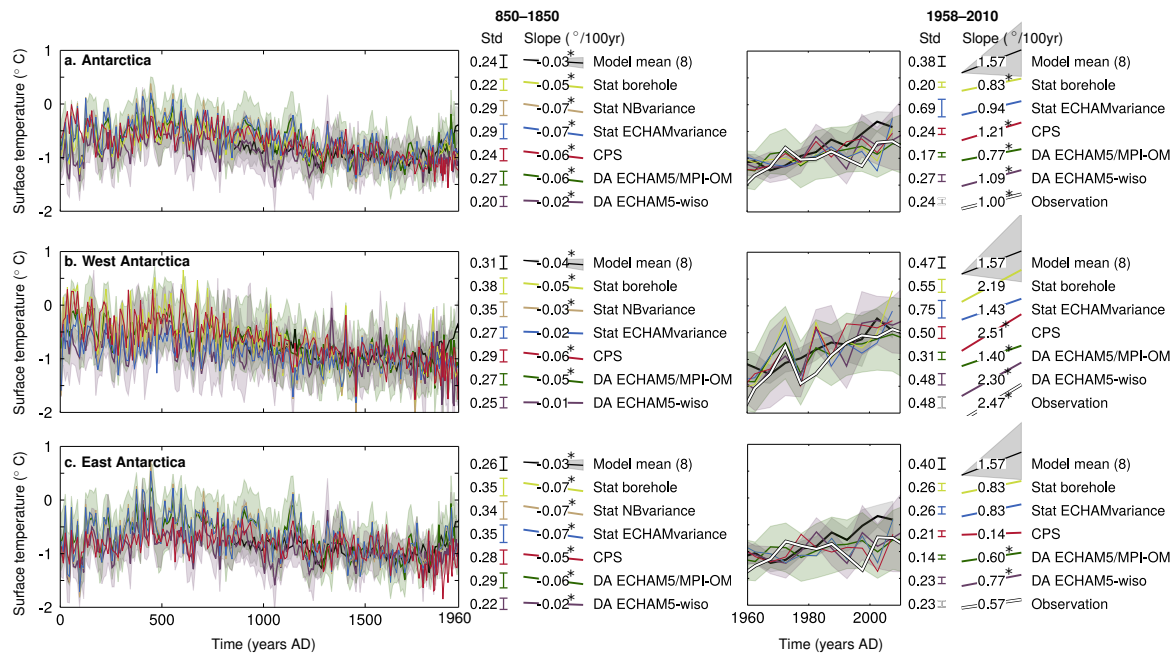 850–1850
1958–2010
Std Slope (°/100yr)
Std Slope (°/100yr)
Surface temperature (° C)
1
0
-1
-2
a. Antarctica
0.24 -0.03* Model mean (8)
0.22 -0.05* Stat borehole
0.29 -0.07* Stat NBvariance
0.29 -0.07* Stat ECHAMvariance
0.24 -0.06* CPS
0.27 -0.06* DA ECHAM5/MPI-OM
0.20 -0.02* DA ECHAM5-wiso
0.38 1.57 Model mean (8)
0.20 0.83* Stat borehole
0.69 0.94 Stat ECHAMvariance
0.24 1.21* CPS
0.17 0.77* DA ECHAM5/MPI-OM
0.27 1.09* DA ECHAM5-wiso
0.24 1.00* Observation
Surface temperature (° C)
1
0
-1
-2
b. West Antarctica
0.31 -0.04* Model mean (8)
0.38 -0.05* Stat borehole
0.35 -0.03* Stat NBvariance
0.27 -0.02 Stat ECHAMvariance
0.29 -0.06* CPS
0.27 -0.05* DA ECHAM5/MPI-OM
0.25 -0.01 DA ECHAM5-wiso
0.47 1.57 Model mean (8)
0.55 2.19 Stat borehole
0.75 1.43 Stat ECHAMvariance
0.50 2.51* CPS
0.31 1.40* DA ECHAM5/MPI-OM
0.48 2.30* DA ECHAM5-wiso
0.48 2.47* Observation
Surface temperature (° C)
1
0
-1
-2
c. East Antarctica
0.26 -0.03* Model mean (8)
0.35 -0.07* Stat borehole
0.34 -0.07* Stat NBvariance
0.35 -0.07* Stat ECHAMvariance
0.28 -0.05* CPS
0.29 -0.06* DA ECHAM5/MPI-OM
0.22 -0.02* DA ECHAM5-wiso
0.40 1.57 Model mean (8)
0.26 0.83 Stat borehole
0.26 0.83 Stat ECHAMvariance
0.21 0.14 CPS
0.14 0.60* DA ECHAM5/MPI-OM
0.23 0.77* DA ECHAM5-wiso
0.23 0.57 Observation
0 500 1000 1500 1960
1960 1980 2000
Time (years AD)
Time (years AD)